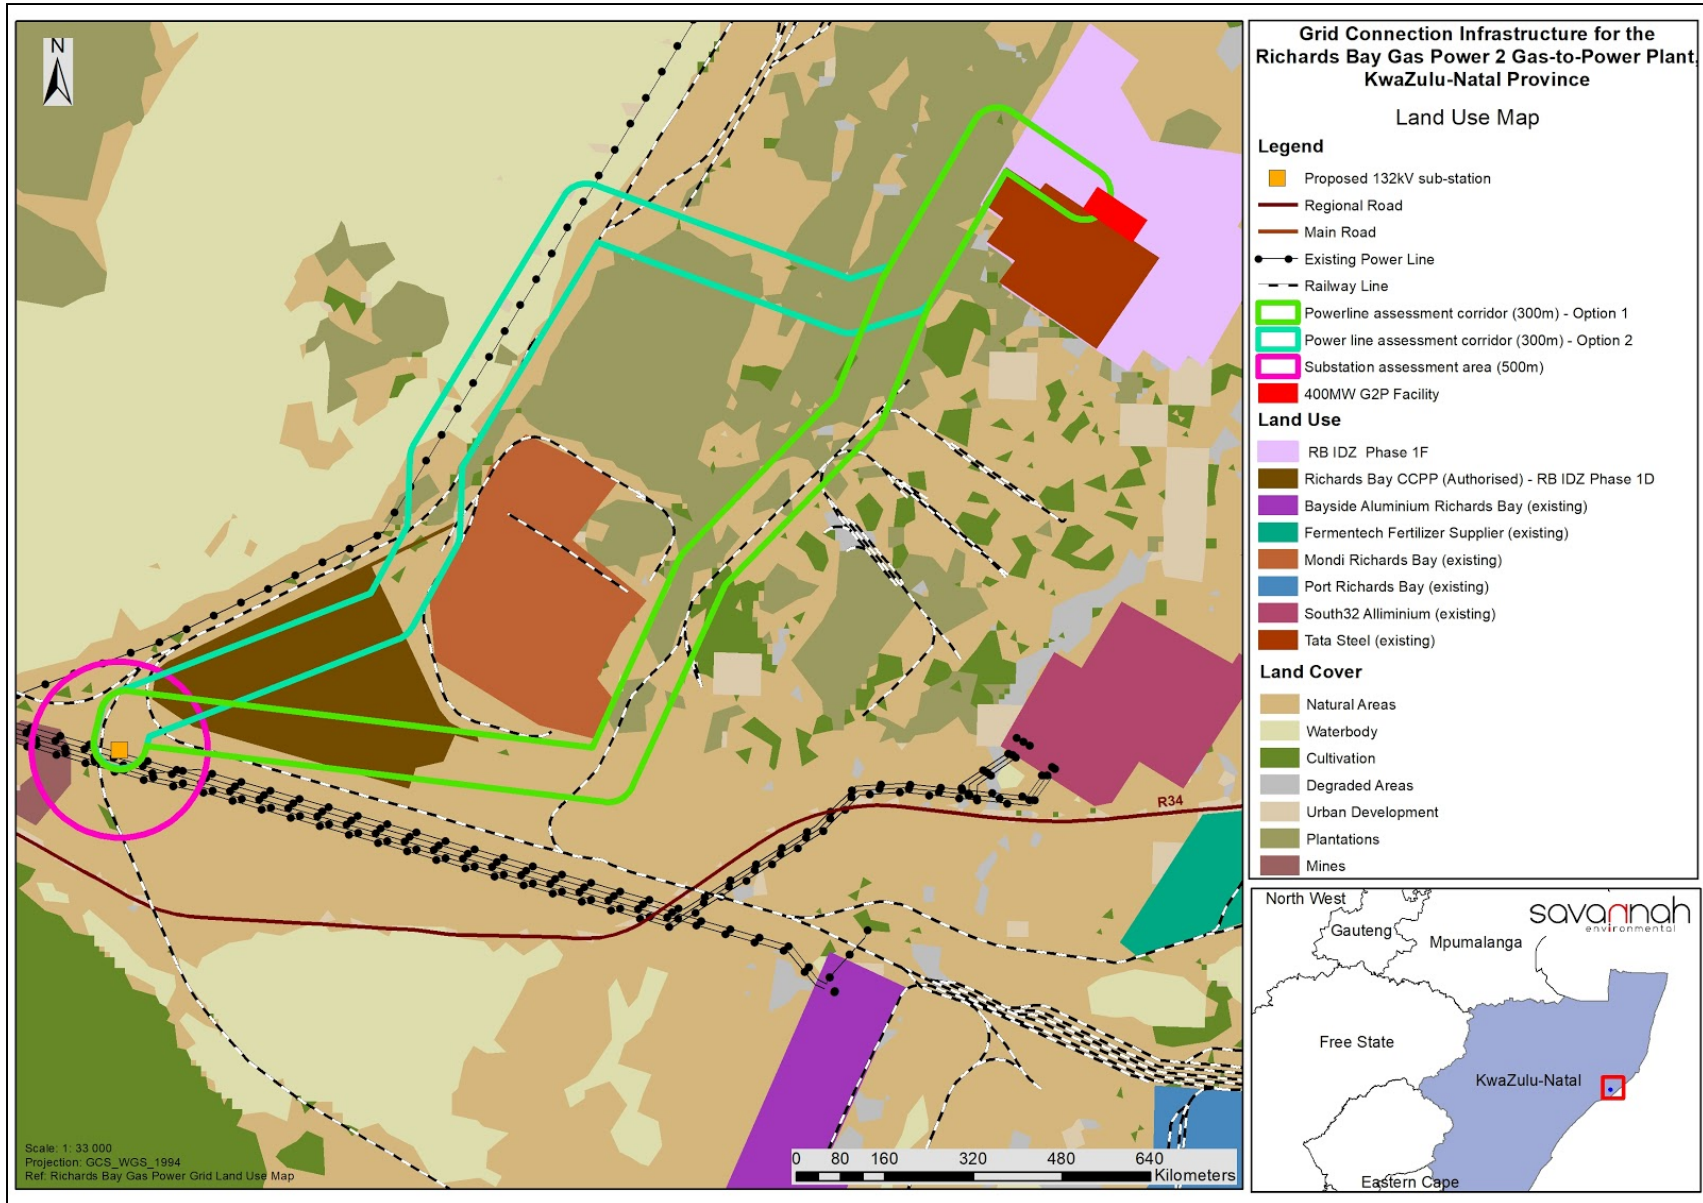 N
R34
Scale: 1: 33 000
Projection: GCS_WGS_1994
Ref: Richards Bay Gas Power Grid Land Use Map
0 80 160 320 480 640
Kilometers
Grid Connection Infrastructure for the
Richards Bay Gas Power 2 Gas-to-Power Plant,
KwaZulu-Natal Province
Land Use Map
Legend
Proposed 132kV sub-station
Regional Road
Main Road
Existing Power Line
Railway Line
Powerline assessment corridor (300m) - Option 1
Power line assessment corridor (300m) - Option 2
Substation assessment area (500m)
400MW G2P Facility
Land Use
RB IDZ Phase 1F
Richards Bay CCPP (Authorised) - RB IDZ Phase 1D
Bayside Aluminium Richards Bay (existing)
Fermentech Fertilizer Supplier (existing)
Mondi Richards Bay (existing)
Port Richards Bay (existing)
South32 Alliminium (existing)
Tata Steel (existing)
Land Cover
Natural Areas
Waterbody
Cultivation
Degraded Areas
Urban Development
Plantations
Mines
North West
Gauteng
Mpumalanga
savannah
environmental
Free State
KwaZulu-Natal
Eastern Cape